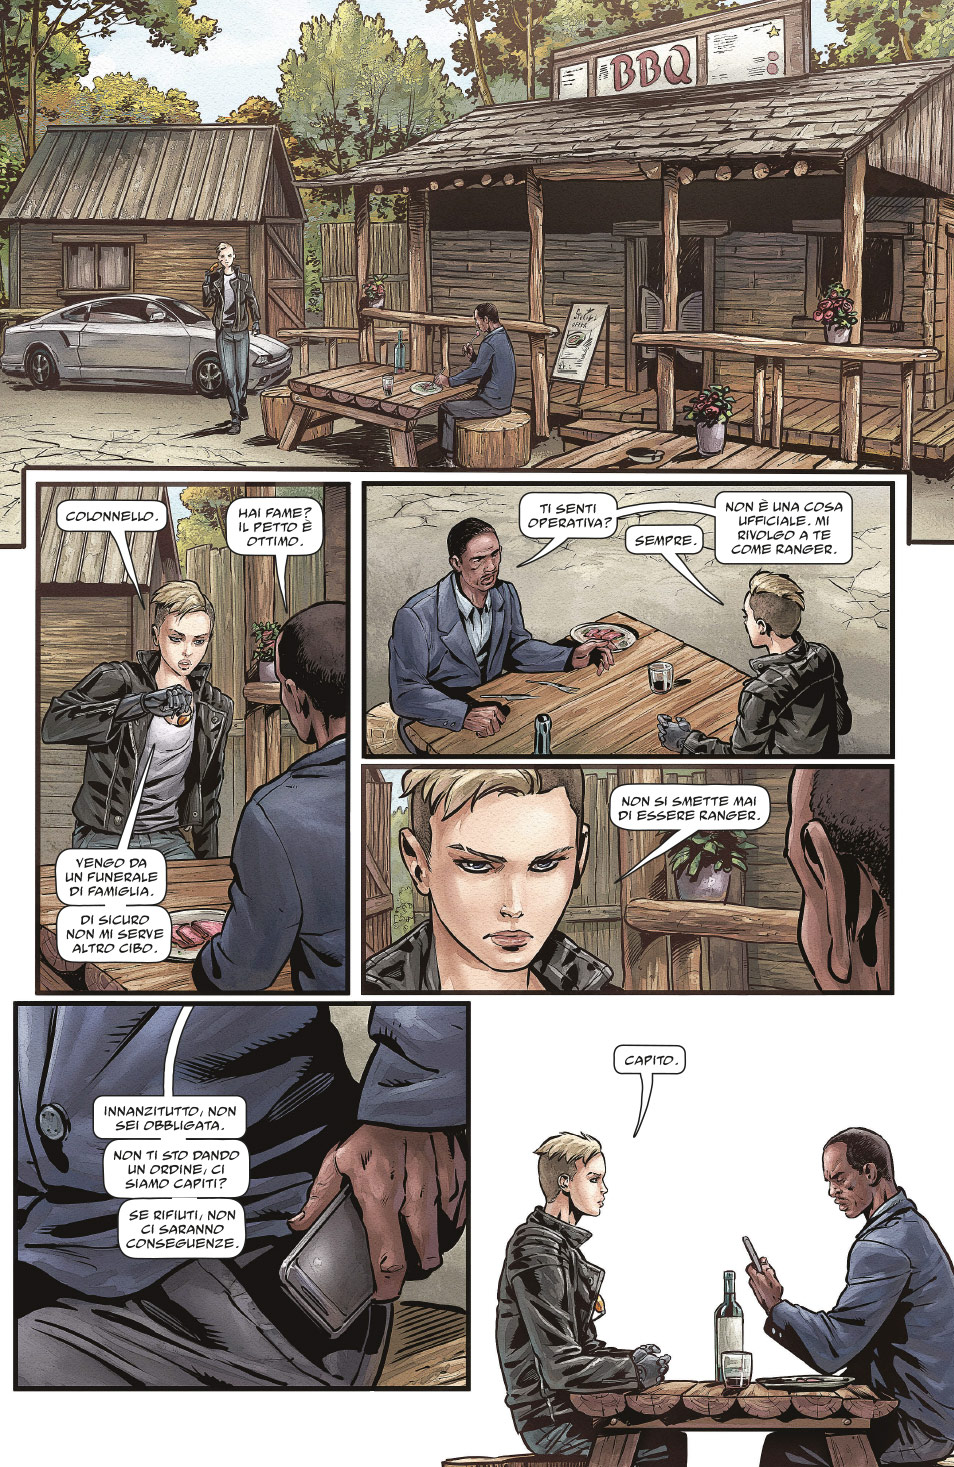 BBQ
COLONNELLO.
HAI FAME?
IL PETTO È
OTTIMO.
VENGO DA
UN FUNERALE
DI FAMIGLIA.
DI SICURO
NON MI SERVE
ALTRO CIBO.
TI SENTI
OPERATIVA?
SEMPRE.
NON È UNA COSA
UFFICIALE. MI
RIVOLGO A TE
COME RANGER.
NON SI SMETTE MAI
DI ESSERE RANGER.
INNANZITUTTO, NON
SEI OBBLIGATA.
NON TI STO DANDO
UN ORDINE, CI
SIAMO CAPITI?
SE RIFIUTI, NON
CI SARANNO
CONSEGUENZE.
CAPITO.